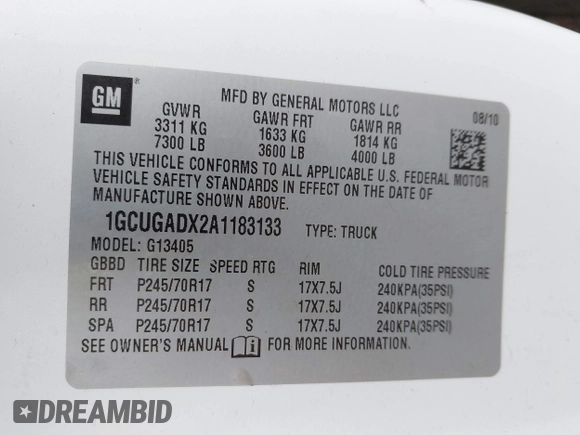 GM
®
MFD BY GENERAL MOTORS LLC
08/10
GVWR GAWR FRT GAWR RR
3311 KG 1633 KG 1814 KG
7300 LB 3600 LB 4000 LB
THIS VEHICLE CONFORMS TO ALL APPLICABLE U.S. FEDERAL MOTOR
VEHICLE SAFETY STANDARDS IN EFFECT ON THE DATE OF
MANUFACTURE SHOWN ABOVE.
1GCUGADX2A1183133 TYPE: TRUCK
MODEL: G13405
GBBD TIRE SIZE SPEED RTG RIM COLD TIRE PRESSURE
FRT P245/70R17 S 17X7.5J 240KPA(35PSI)
RR P245/70R17 S 17X7.5J 240KPA(35PSI)
SPA P245/70R17 S 17X7.5J 240KPA(35PSI)
SEE OWNER'S MANUAL FOR MORE INFORMATION.
DREAMBID